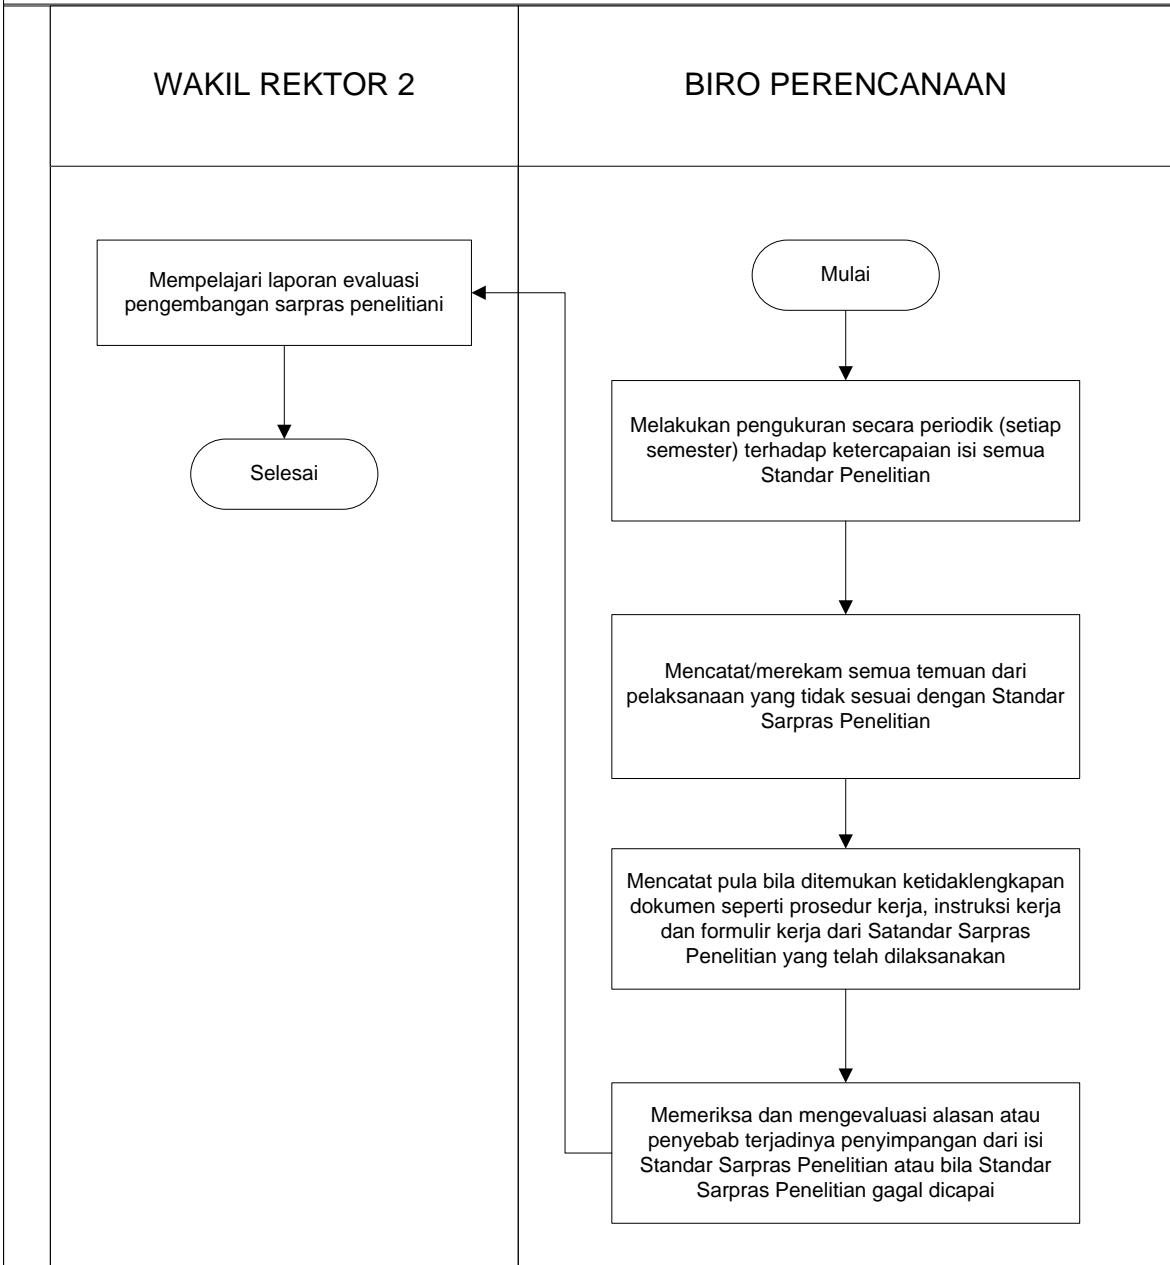 WAKIL REKTOR 2
BIRO PERENCANAAN
Mempelajari laporan evaluasi
pengembangan sarpras penelitiani
Selesai
Mulai
Melakukan pengukuran secara periodik (setiap
semester) terhadap ketercapaian isi semua
Standar Penelitian
Mencatat/merekam semua temuan dari
pelaksanaan yang tidak sesuai dengan Standar
Sarpras Penelitian
Mencatat pula bila ditemukan ketidaklengkapan
dokumen seperti prosedur kerja, instruksi kerja
dan formulir kerja dari Satandar Sarpras
Penelitian yang telah dilaksanakan
Memeriksa dan mengevaluasi alasan atau
penyebab terjadinya penyimpangan dari isi
Standar Sarpras Penelitian atau bila Standar
Sarpras Penelitian gagal dicapai